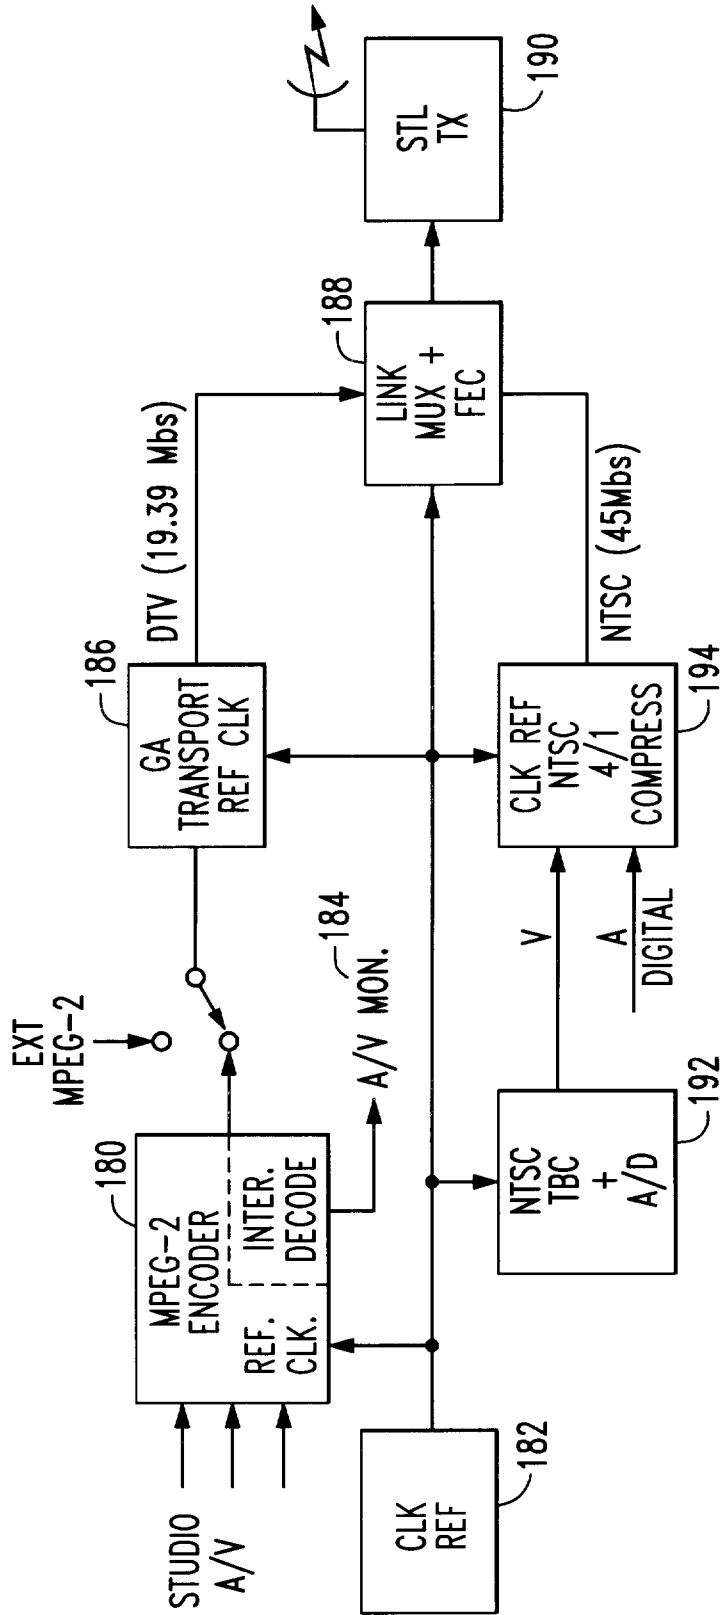 STUDIO
A/V
MPEG-2
ENCODER
REF.
CLK.
INTER.
DECODE
180
EXT
MPEG-2
A/V MON.
184
GA
TRANSPORT
REF CLK
186
DTV (19.39 Mbs)
CLK
REF
182
LINK
MUX +
FEC
188
STL
TX
190
NTSC
TBC
+
A/D
192
V
A
DIGITAL
CLK REF
NTSC
4/1
COMPRESS
194
NTSC (45Mbs)